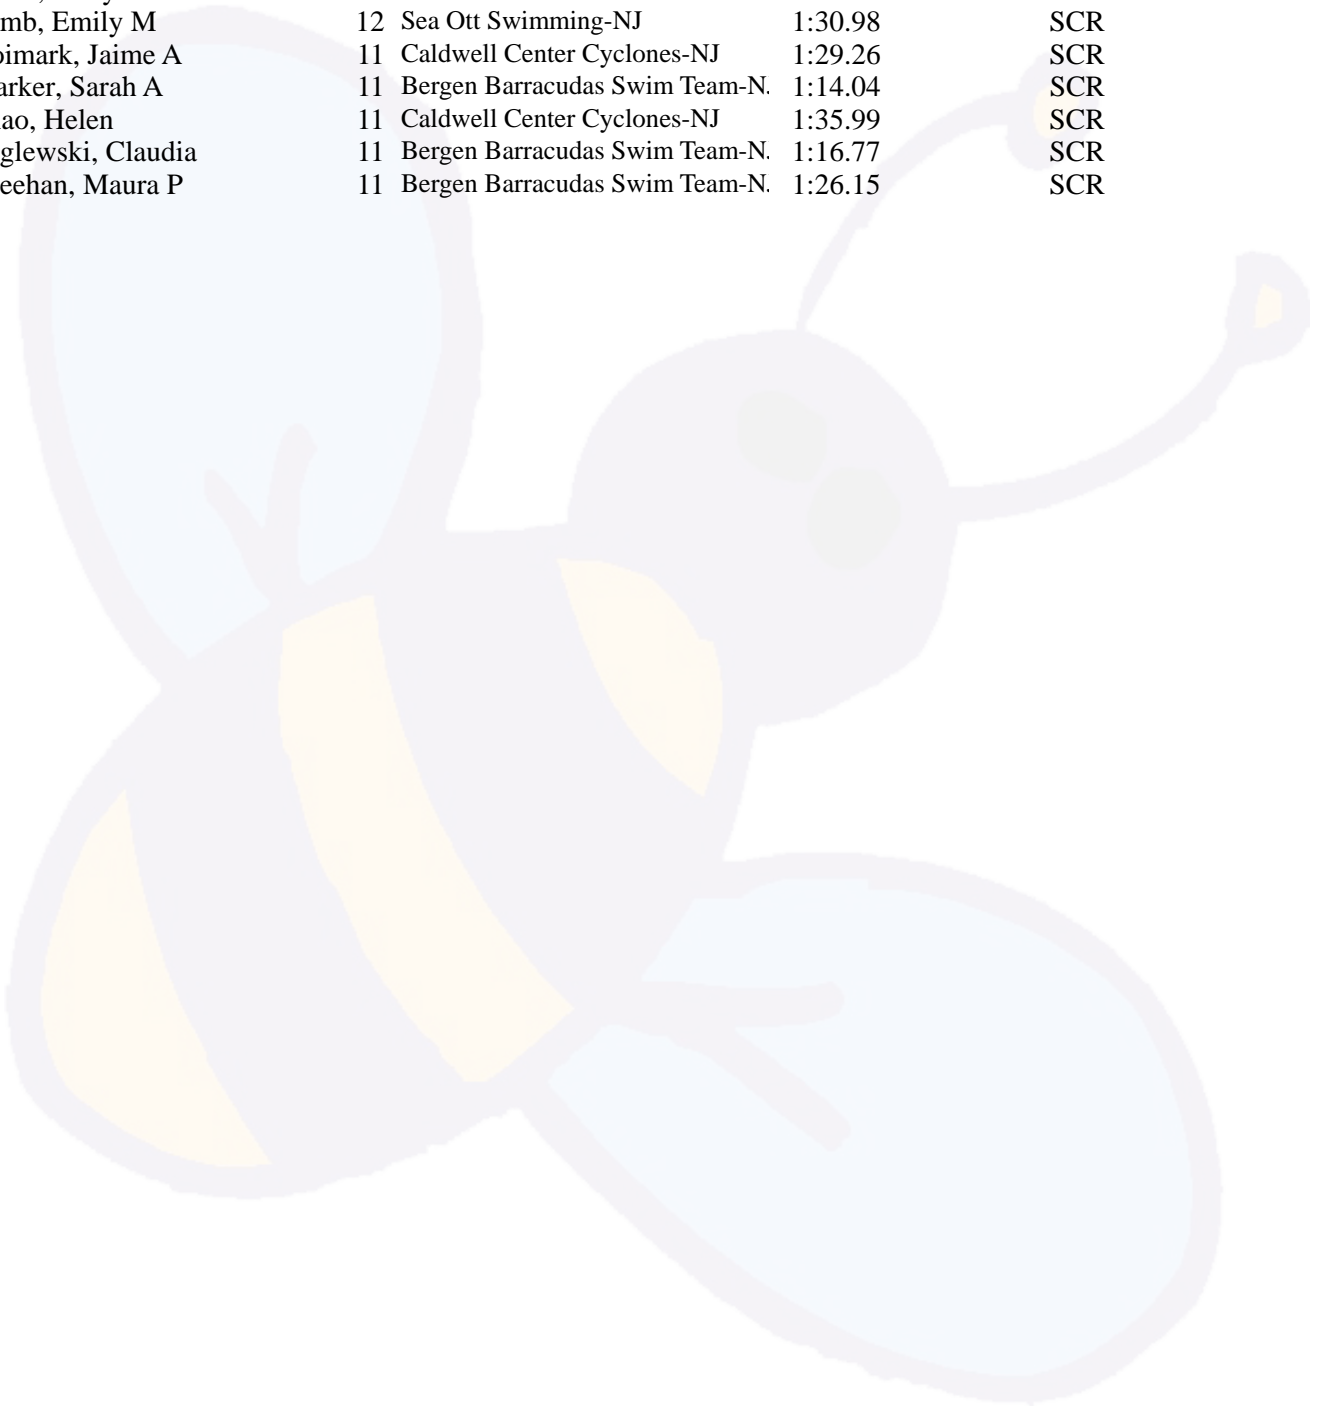 mb, Emily M 12 Sea Ott Swimming-NJ 1:30.98 SCR
oimark, Jaime A 11 Caldwell Center Cyclones-NJ 1:29.26 SCR
arker, Sarah A 11 Bergen Barracudas Swim Team-N. 1:14.04 SCR
ao, Helen 11 Caldwell Center Cyclones-NJ 1:35.99 SCR
glewski, Claudia 11 Bergen Barracudas Swim Team-N. 1:16.77 SCR
eehan, Maura P 11 Bergen Barracudas Swim Team-N. 1:26.15 SCR